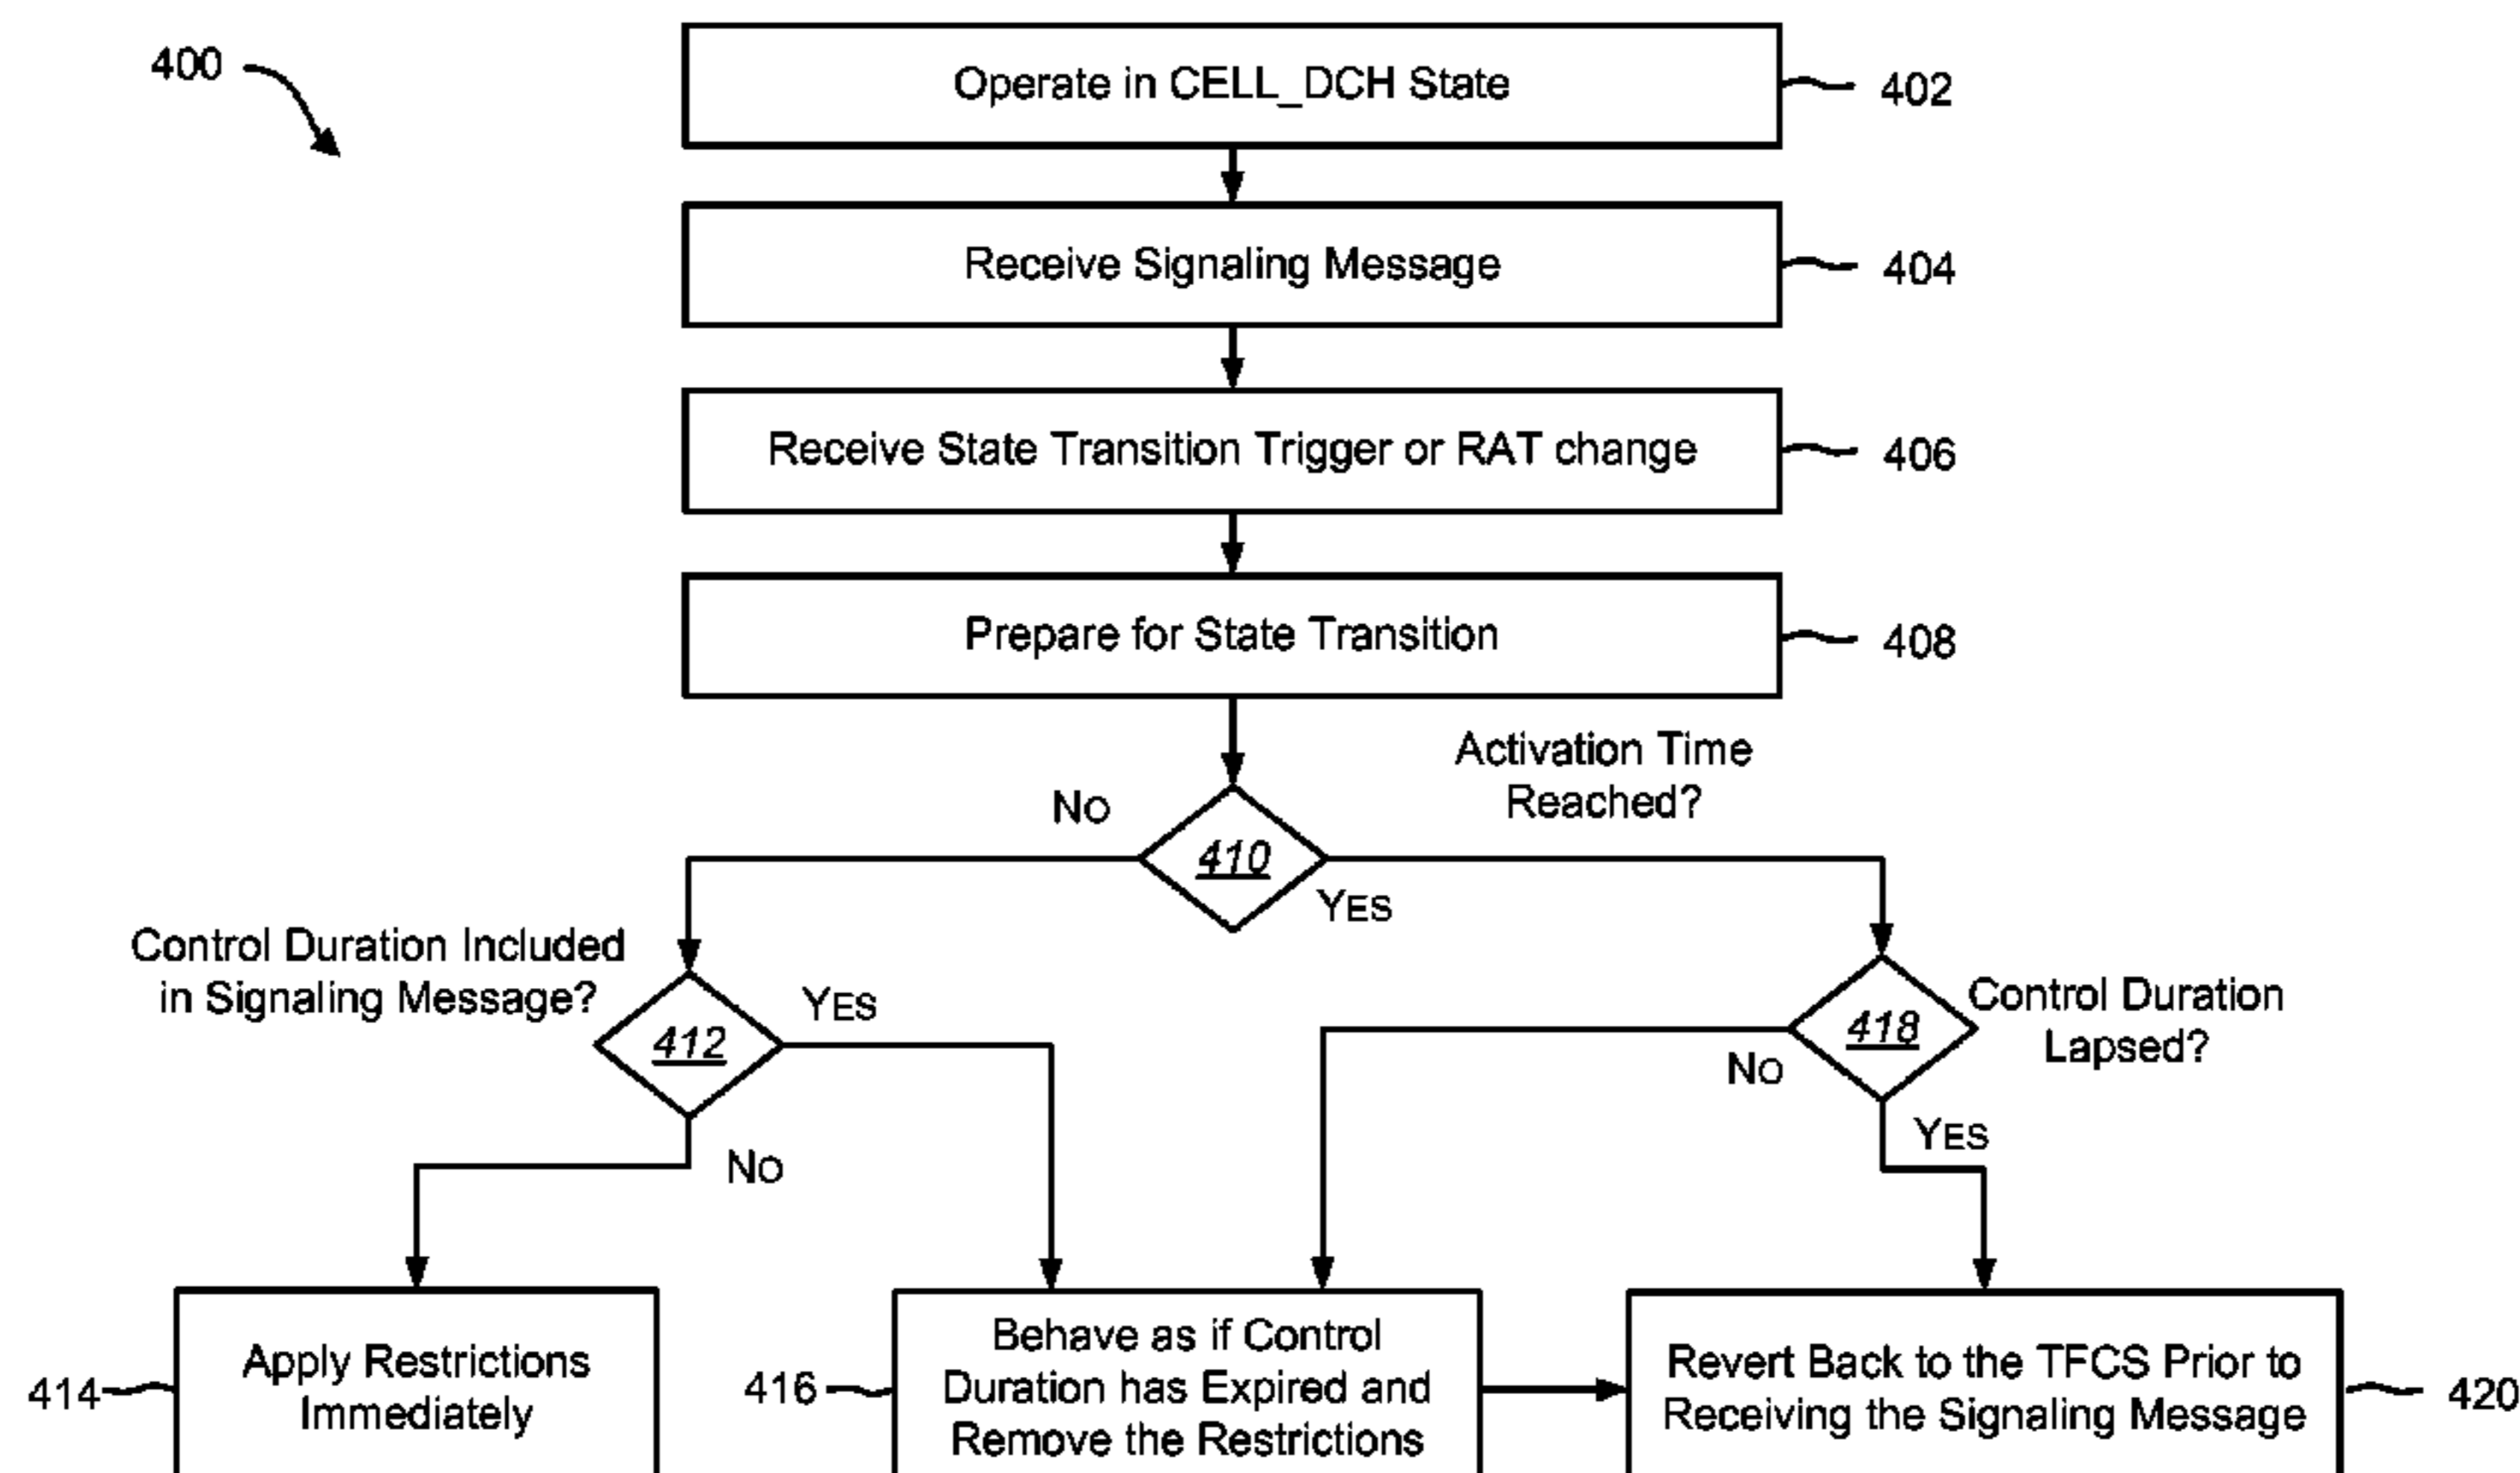 400
Operate in CELL_DCH State
402
Receive Signaling Message
404
Receive State Transition Trigger or RAT change
406
Prepare for State Transition
408
Activation Time
Reached?
NO
410
YES
Control Duration Included
in Signaling Message?
YES
412
NO
Control Duration
Lapsed?
418
NO
YES
414
Apply Restrictions
Immediately
416
Behave as if Control
Duration has Expired and
Remove the Restrictions
Revert Back to the TFCS Prior to
Receiving the Signaling Message
420